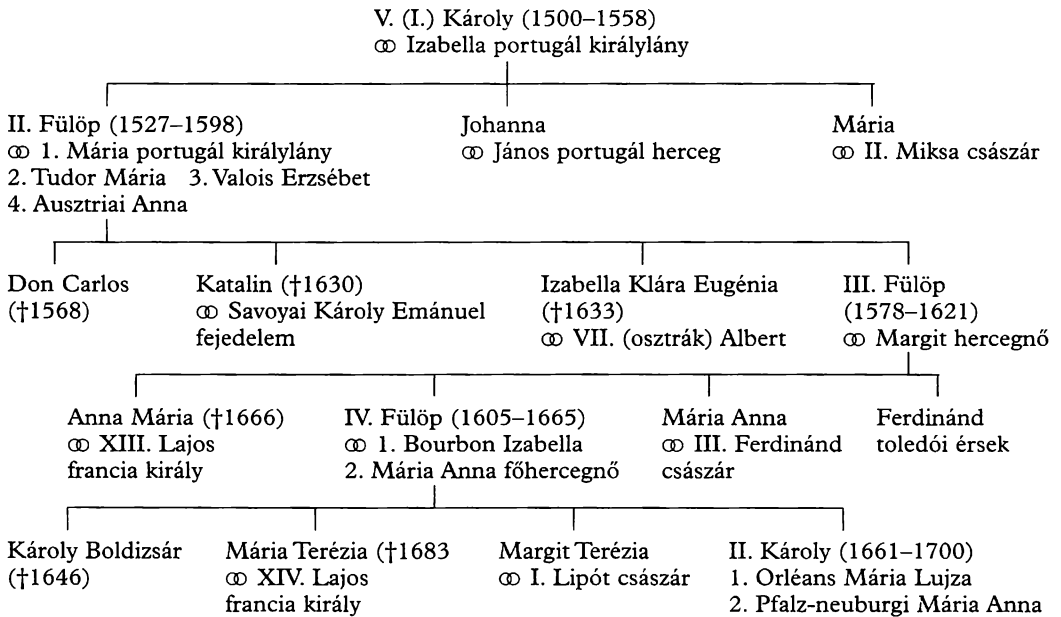 V. (I.) Károly (1500–1558)
⚭ Izabella portugál királylány
II. Fülöp (1527–1598)
⚭ 1. Mária portugál királylány
2. Tudor Mária 3. Valois Erzsébet
4. Ausztriai Anna
Johanna
⚭ János portugál herceg
Mária
⚭ II. Miksa császár
Don Carlos
(†1568)
Katalin (†1630)
⚭ Savoyai Károly Emánuel
fejedelem
Izabella Klára Eugénia
(†1633)
⚭ VII. (osztrák) Albert
III. Fülöp
(1578–1621)
⚭ Margit hercegnő
Anna Mária (†1666)
⚭ XIII. Lajos
francia király
IV. Fülöp (1605–1665)
⚭ 1. Bourbon Izabella
2. Mária Anna főhercegnő
Mária Anna
⚭ III. Ferdinánd
császár
Ferdinánd
toledói érsek
Károly Boldizsár
(†1646)
Mária Terézia (†1683
⚭ XIV. Lajos
francia király
Margit Terézia
⚭ I. Lipót császár
II. Károly (1661–1700)
1. Orléans Mária Lujza
2. Pfalz-neuburgi Mária Anna